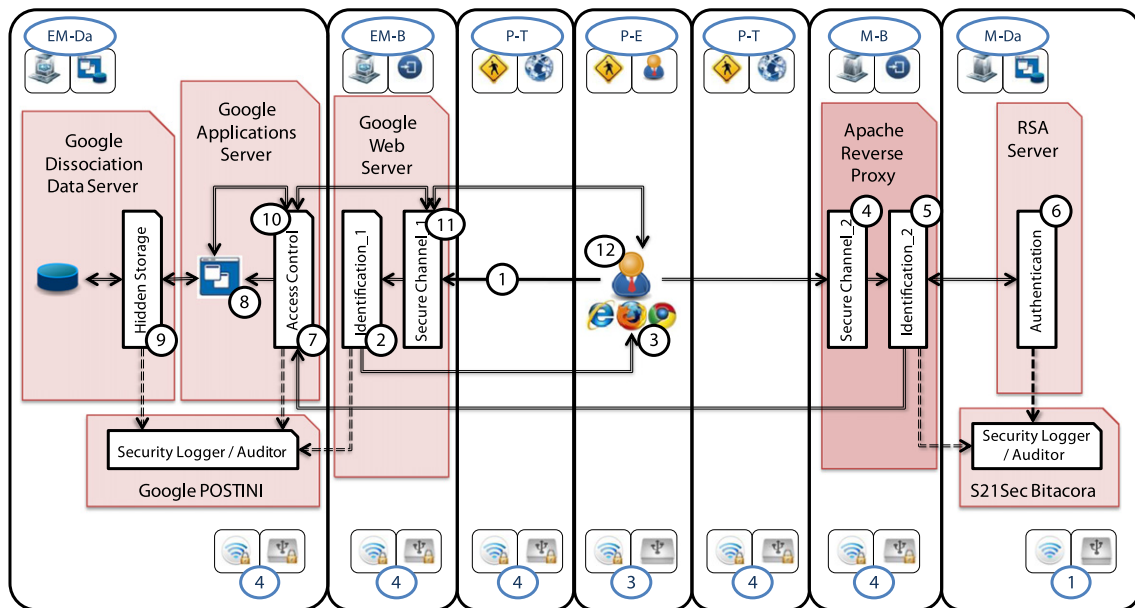 EM-Da
EM-B
P-T
P-E
P-T
M-B
M-Da
Google
Dissociation
Data Server
Google
Applications
Server
Google
Web
Server
Apache
Reverse
Proxy
RSA
Server
10
11
12
4
5
6
Hidden Storage
Access Control
Identification_1
Secure Channel_1
Secure Channel_2
Identification_2
Authentication
1
8
9
7
2
3
Security Logger / Auditor
Google POSTINI
Security Logger
/ Auditor
S21Sec Bitacora
4
4
4
3
4
4
1